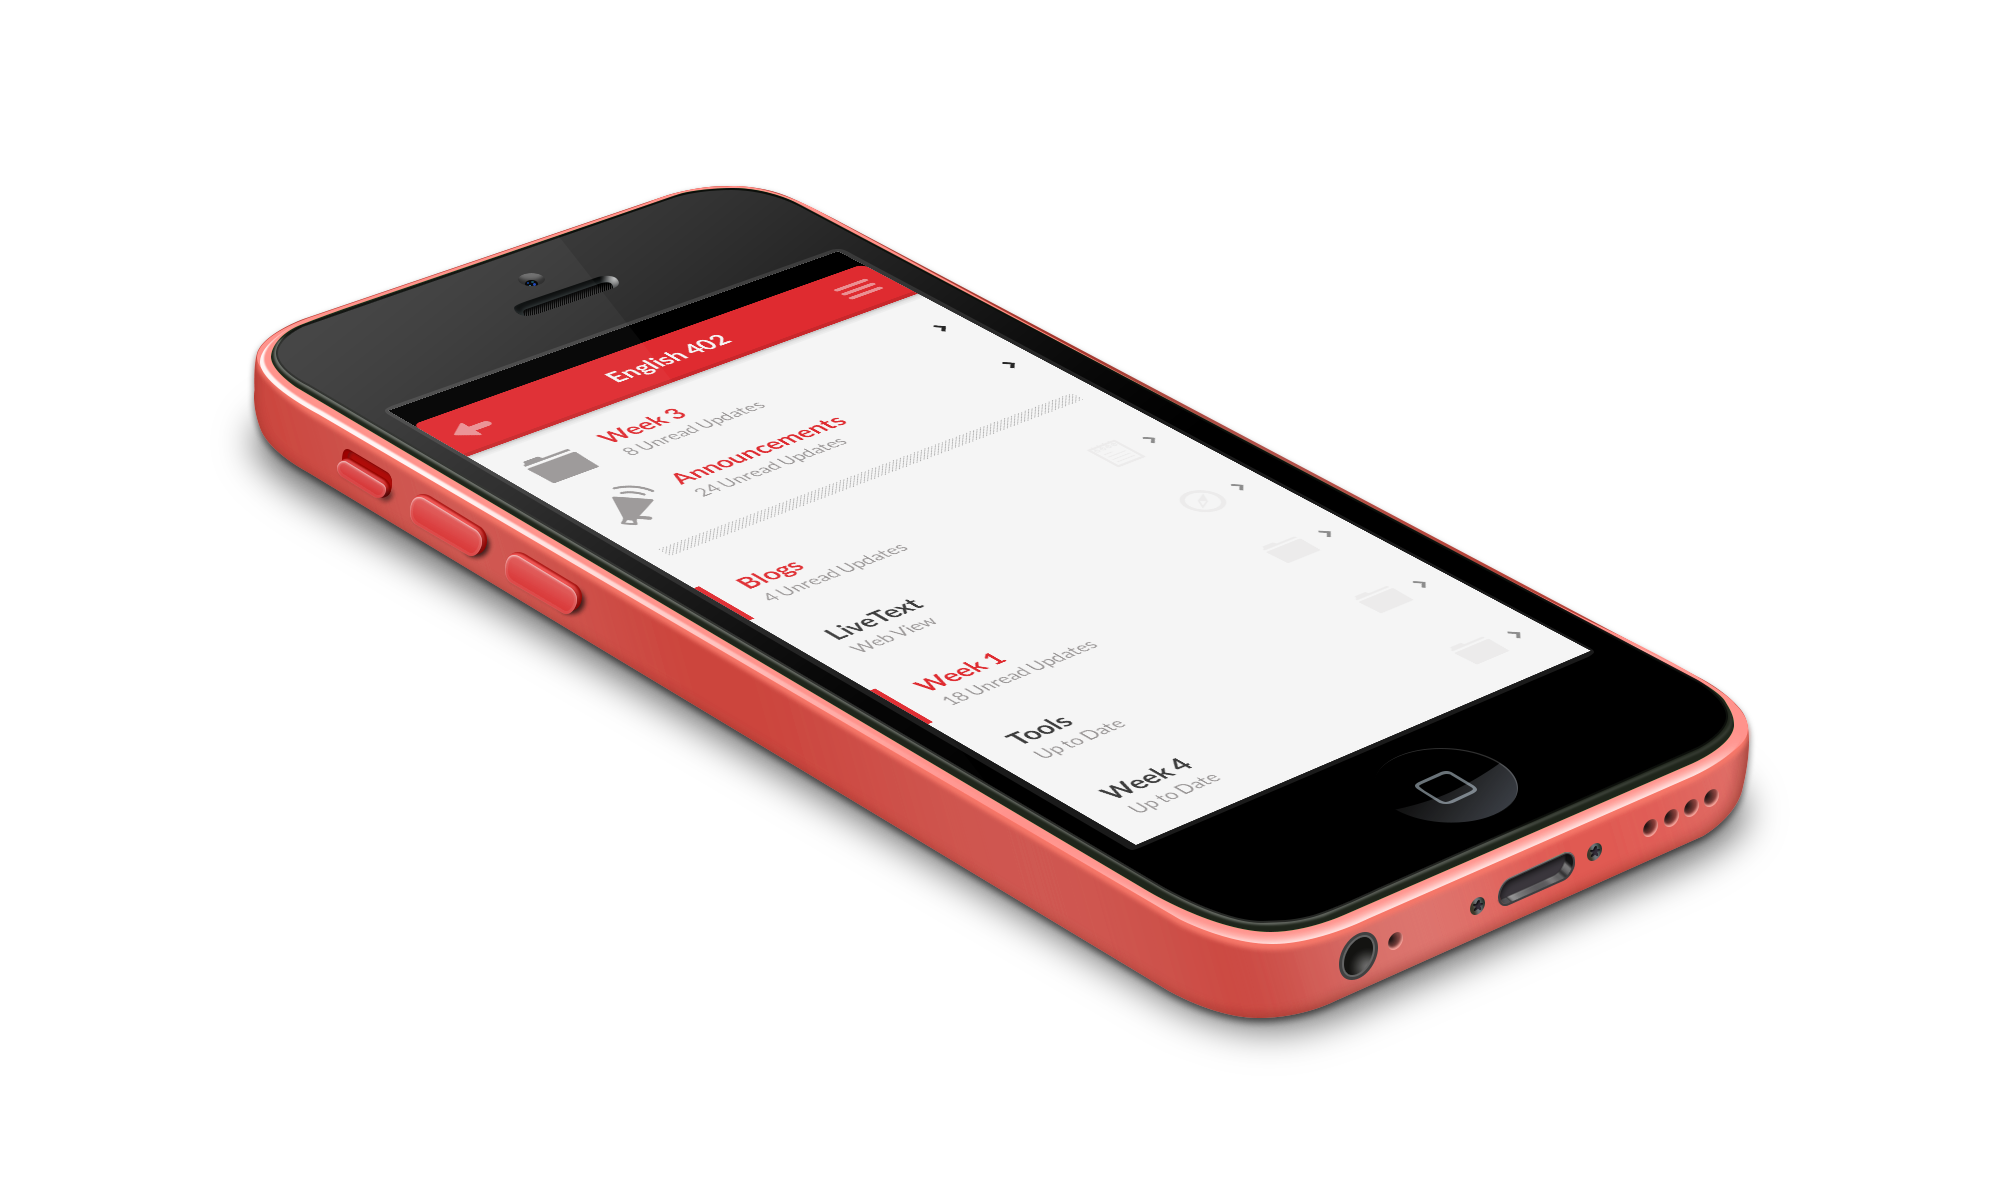 English 402
Week 3
8 Unread Updates
Announcements
24 Unread Updates
Blogs
4 Unread Updates
LiveText
Web View
Week 1
18 Unread Updates
Tools
Up to Date
Week 4
Up to Date